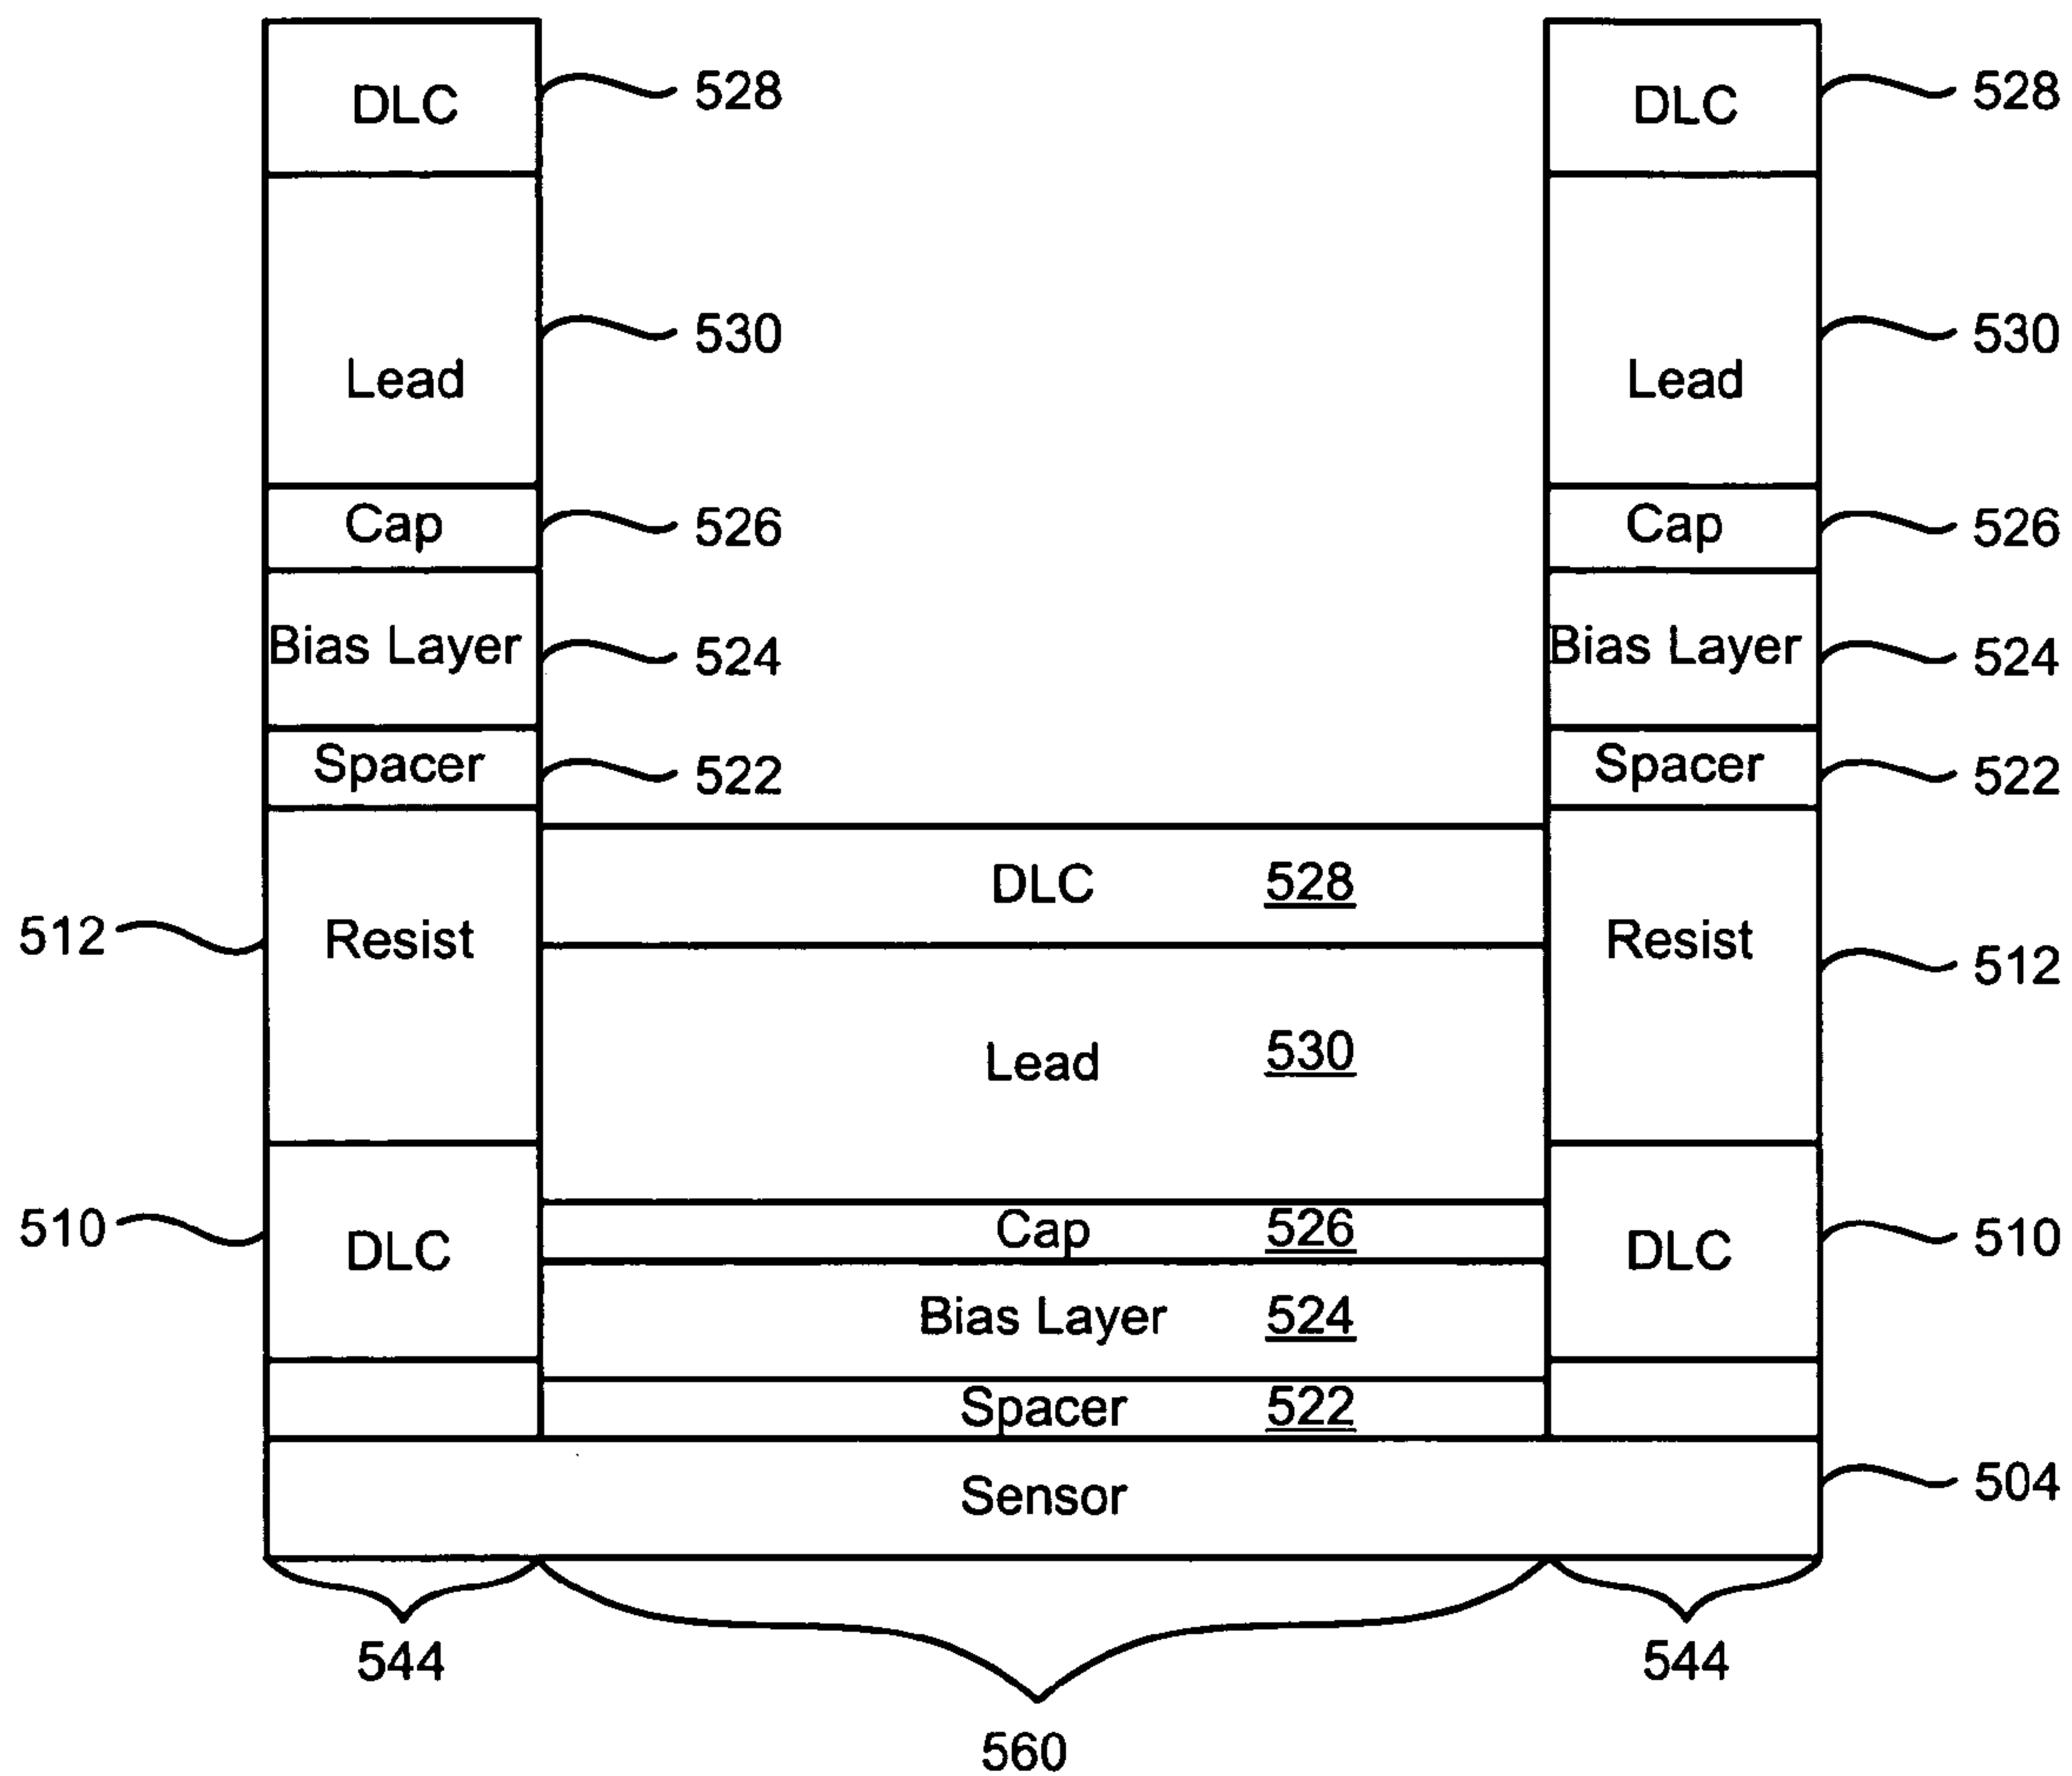 DLC 528 DLC 528
Lead 530 Lead 530
Cap 526 Cap 526
Bias Layer 524 Bias Layer 524
Spacer 522 Spacer 522
DLC 528
512 Resist Resist 512
Lead 530
510 DLC DLC 510
Cap 526
Bias Layer 524
Spacer 522
Sensor 504
544 544
560